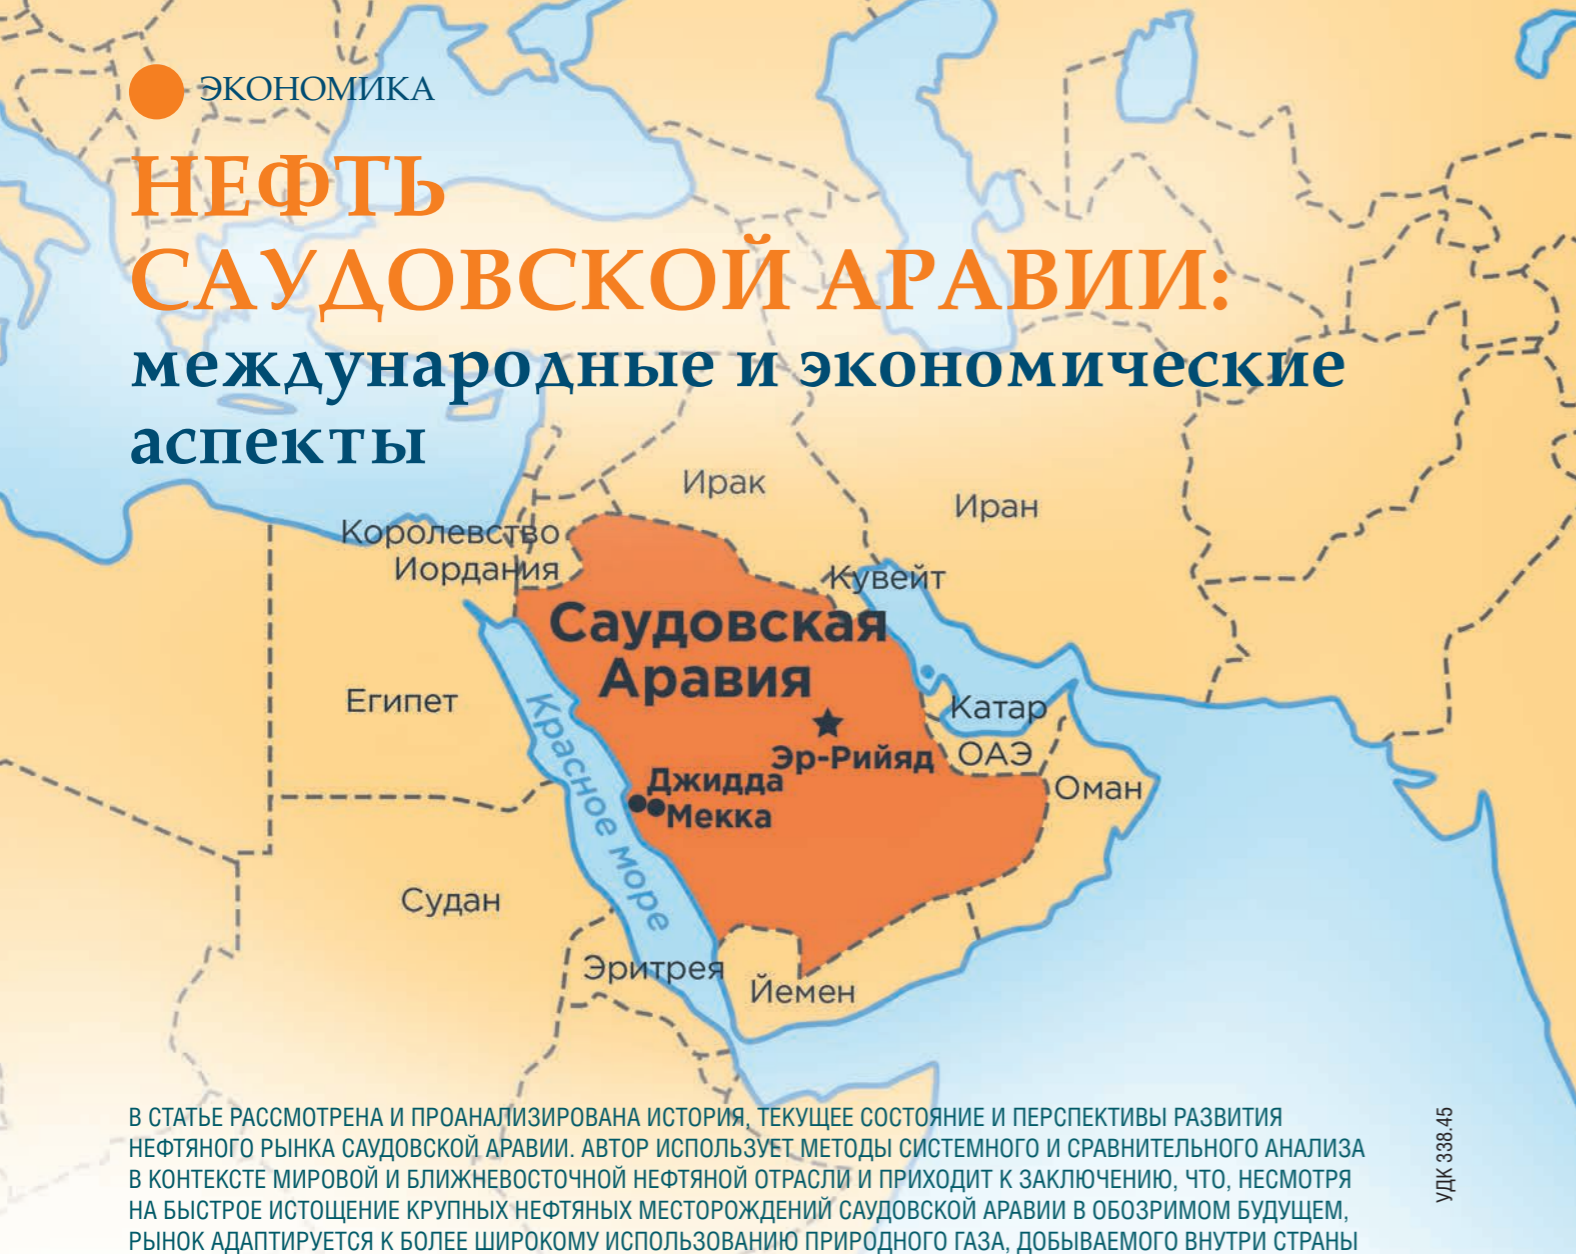 ЭКОНОМИКА
НЕФТЬ
САУДОВСКОЙ АРАВИИ:
международные и экономические
аспекты
Ирак
Иран
Королевство
Иордания
Кувейт
Саудовская
Аравия
Египет
Красное море
Катар
Эр-Рийяд
ОАЭ
Джидда
Оман
Мекка
Судан
Эритрея
Йемен
В СТАТЬЕ РАССМОТРЕНА И ПРОАНАЛИЗИРОВАНА ИСТОРИЯ, ТЕКУЩЕЕ СОСТОЯНИЕ И ПЕРСПЕКТИВЫ РАЗВИТИЯ
НЕФТЯНОГО РЫНКА САУДОВСКОЙ АРАВИИ. АВТОР ИСПОЛЬЗУЕТ МЕТОДЫ СИСТЕМНОГО И СРАВНИТЕЛЬНОГО АНАЛИЗА
В КОНТЕКСТЕ МИРОВОЙ И БЛИЖНЕВОСТОЧНОЙ НЕФТЯНОЙ ОТРАСЛИ И ПРИХОДИТ К ЗАКЛЮЧЕНИЮ, ЧТО, НЕСМОТРЯ
НА БЫСТРОЕ ИСТОЩЕНИЕ КРУПНЫХ НЕФТЯНЫХ МЕСТОРОЖДЕНИЙ САУДОВСКОЙ АРАВИИ В ОБОЗРИМОМ БУДУЩЕМ,
РЫНОК АДАПТИРУЕТСЯ К БОЛЕЕ ШИРОКОМУ ИСПОЛЬЗОВАНИЮ ПРИРОДНОГО ГАЗА, ДОБЫВАЕМОГО ВНУТРИ СТРАНЫ
УДК 338.45